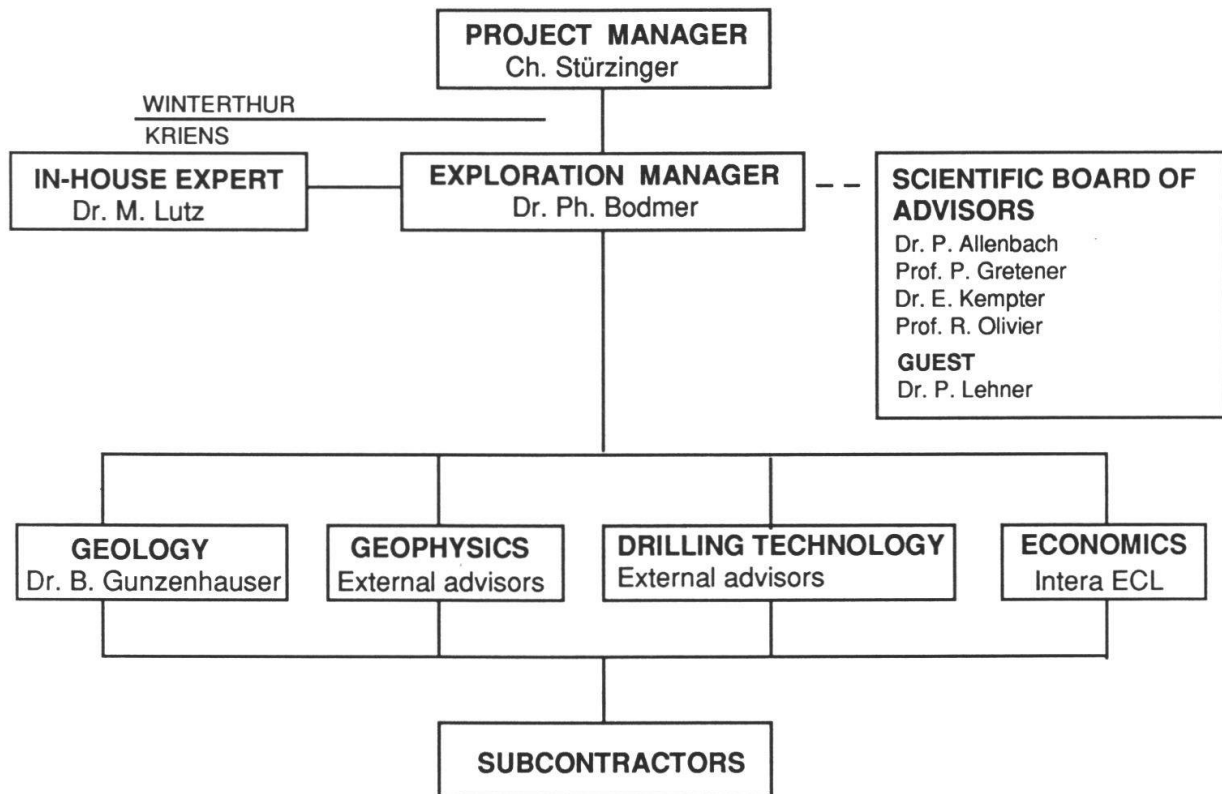 PROJECT MANAGER
Ch. Stürzinger
WINTERTHUR
KRIENS
IN-HOUSE EXPERT
Dr. M. Lutz
EXPLORATION MANAGER
Dr. Ph. Bodmer
SCIENTIFIC BOARD OF
ADVISORS
Dr. P. Allenbach
Prof. P. Gretener
Dr. E. Kempter
Prof. R. Olivier
GUEST
Dr. P. Lehner
GEOLOGY
Dr. B. Gunzenhauser
GEOPHYSICS
External advisors
DRILLING TECHNOLOGY
External advisors
ECONOMICS
Intera ECL
SUBCONTRACTORS